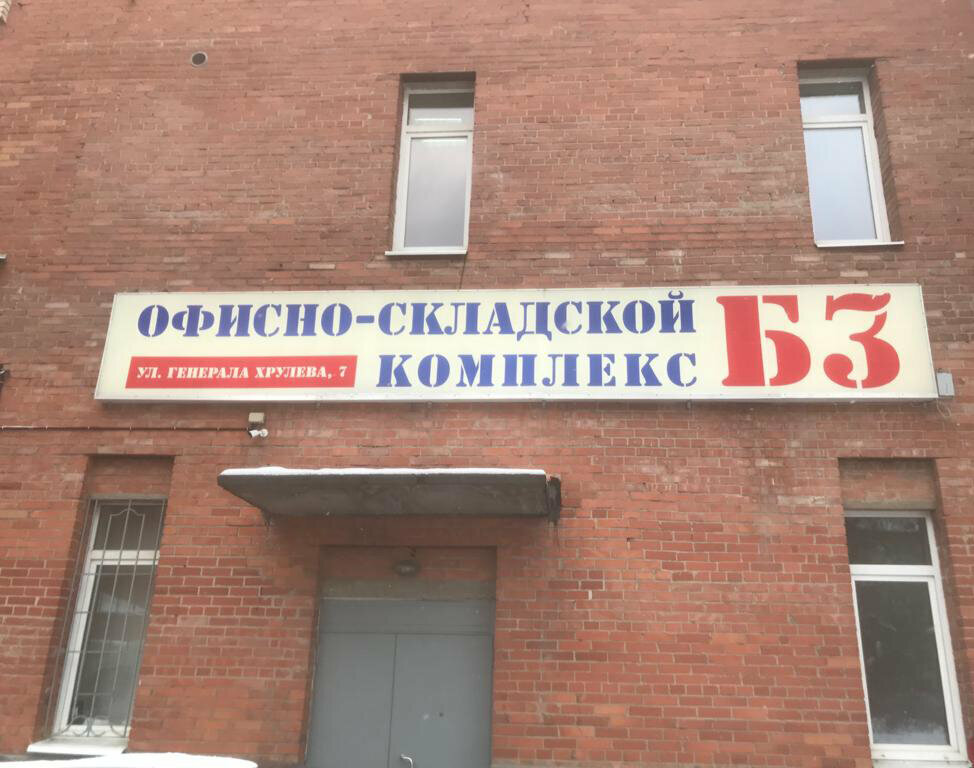 ОФИСНО-СКЛАДСКОЙ
КОМПЛЕКС
Б3
УЛ. ГЕНЕРАЛА ХРУЛЕВА, 7